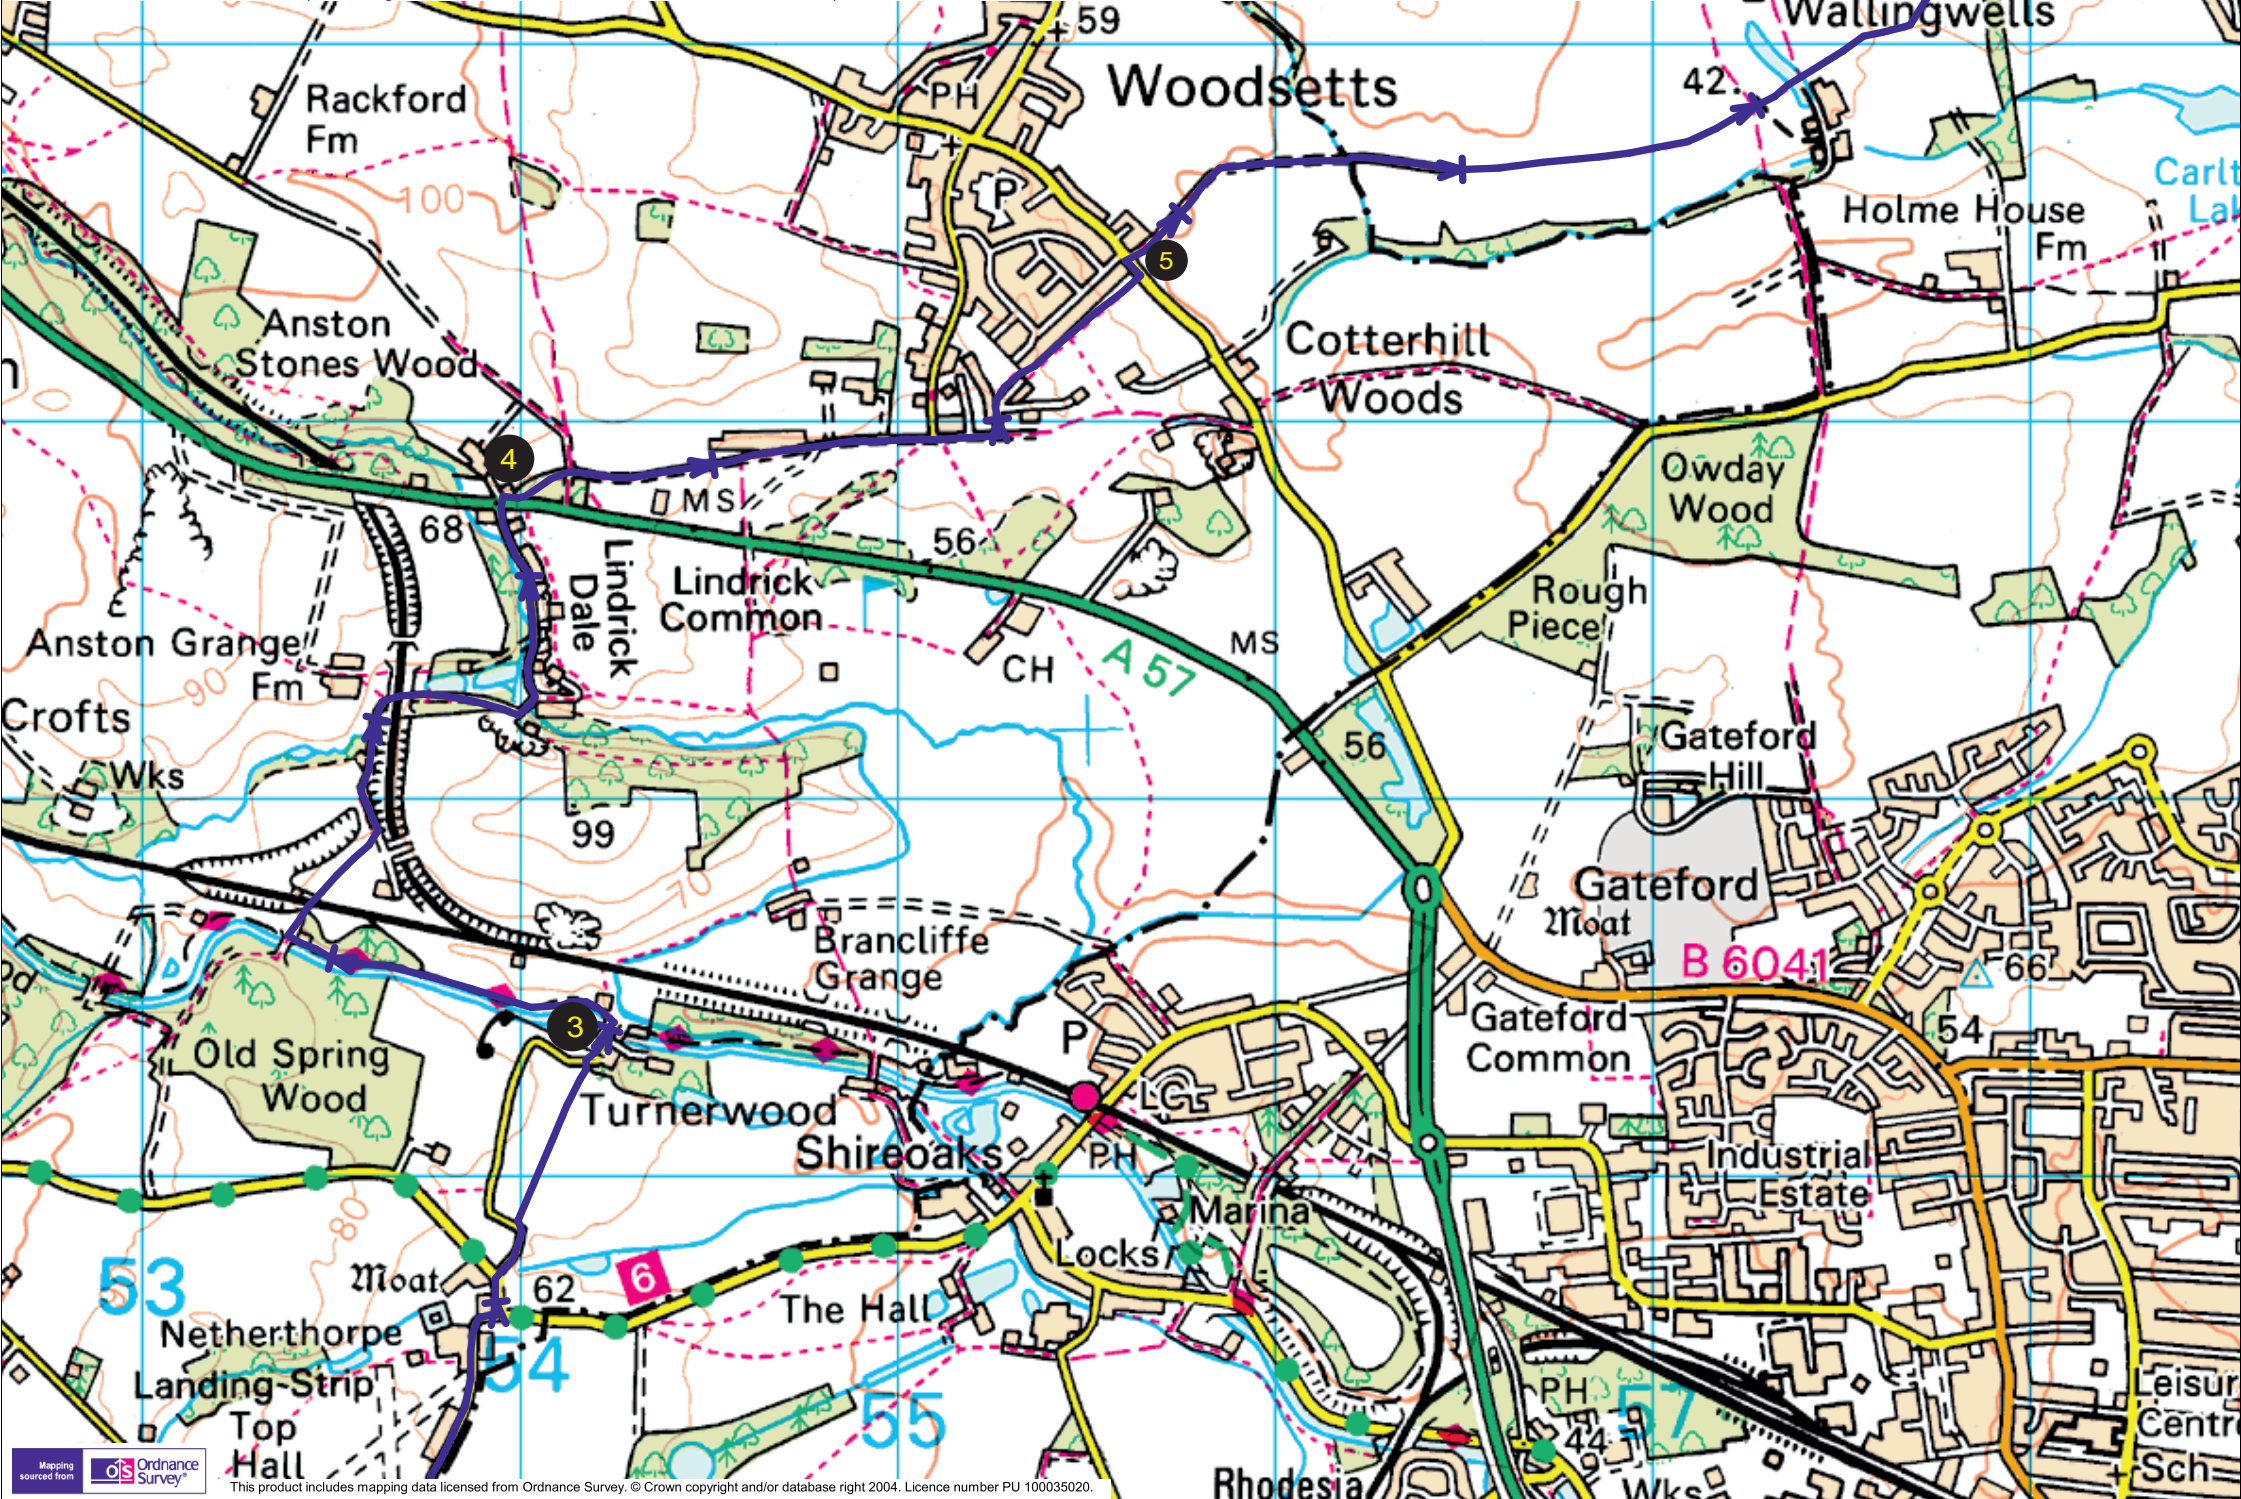 Wallingwells
59
Woodsetts
Rackford
Fm
PH
42
100
P
Carlt
Lak
Holme House
Fm
5
Anston
Stones Wood
Cotterhill
Woods
4
Owday
Wood
MS
68
56
Lindrick
Dale
Lindrick
Common
Rough
Piece
MS
A 57
CH
Anston Grange
Fm
90
Crofts
56
Gateford
Hill
Wks
99
70
Gateford
Moat
Brancliffe
Grange
B 6041
66
3
P
Gateford
Common
54
Old Spring
Wood
Turnerwood
LC
Shireoaks
PH
Industrial
Estate
80
Marina
Locks
Moat
53
6
62
The Hall
Netherthorpe
54
Landing-Strip
55
PH
57
Leisur
Centre
Top
Hall
44
Sch
Rhodesia
Wks
Mapping
sourced from
OS
Ordnance
Survey®
This product includes mapping data licensed from Ordnance Survey. © Crown copyright and/or database right 2004. Licence number PU 100035020.